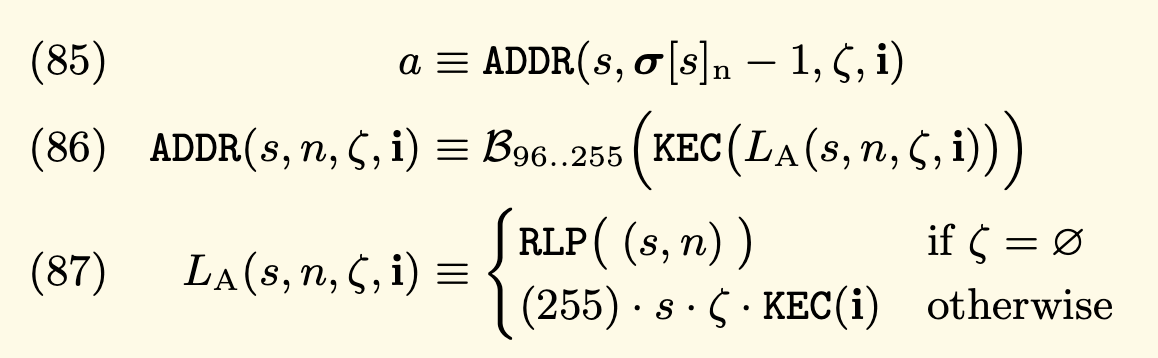 (85) a ≡ ADDR(s, σ[s]ₙ − 1, ζ, i)
(86) ADDR(s, n, ζ, i) ≡ B₉₆..₂₅₅(KEC(L_A(s, n, ζ, i)))
(87) L_A(s, n, ζ, i) ≡ { RLP( (s, n) ) if ζ = ∅
(255) · s · ζ · KEC(i) otherwise